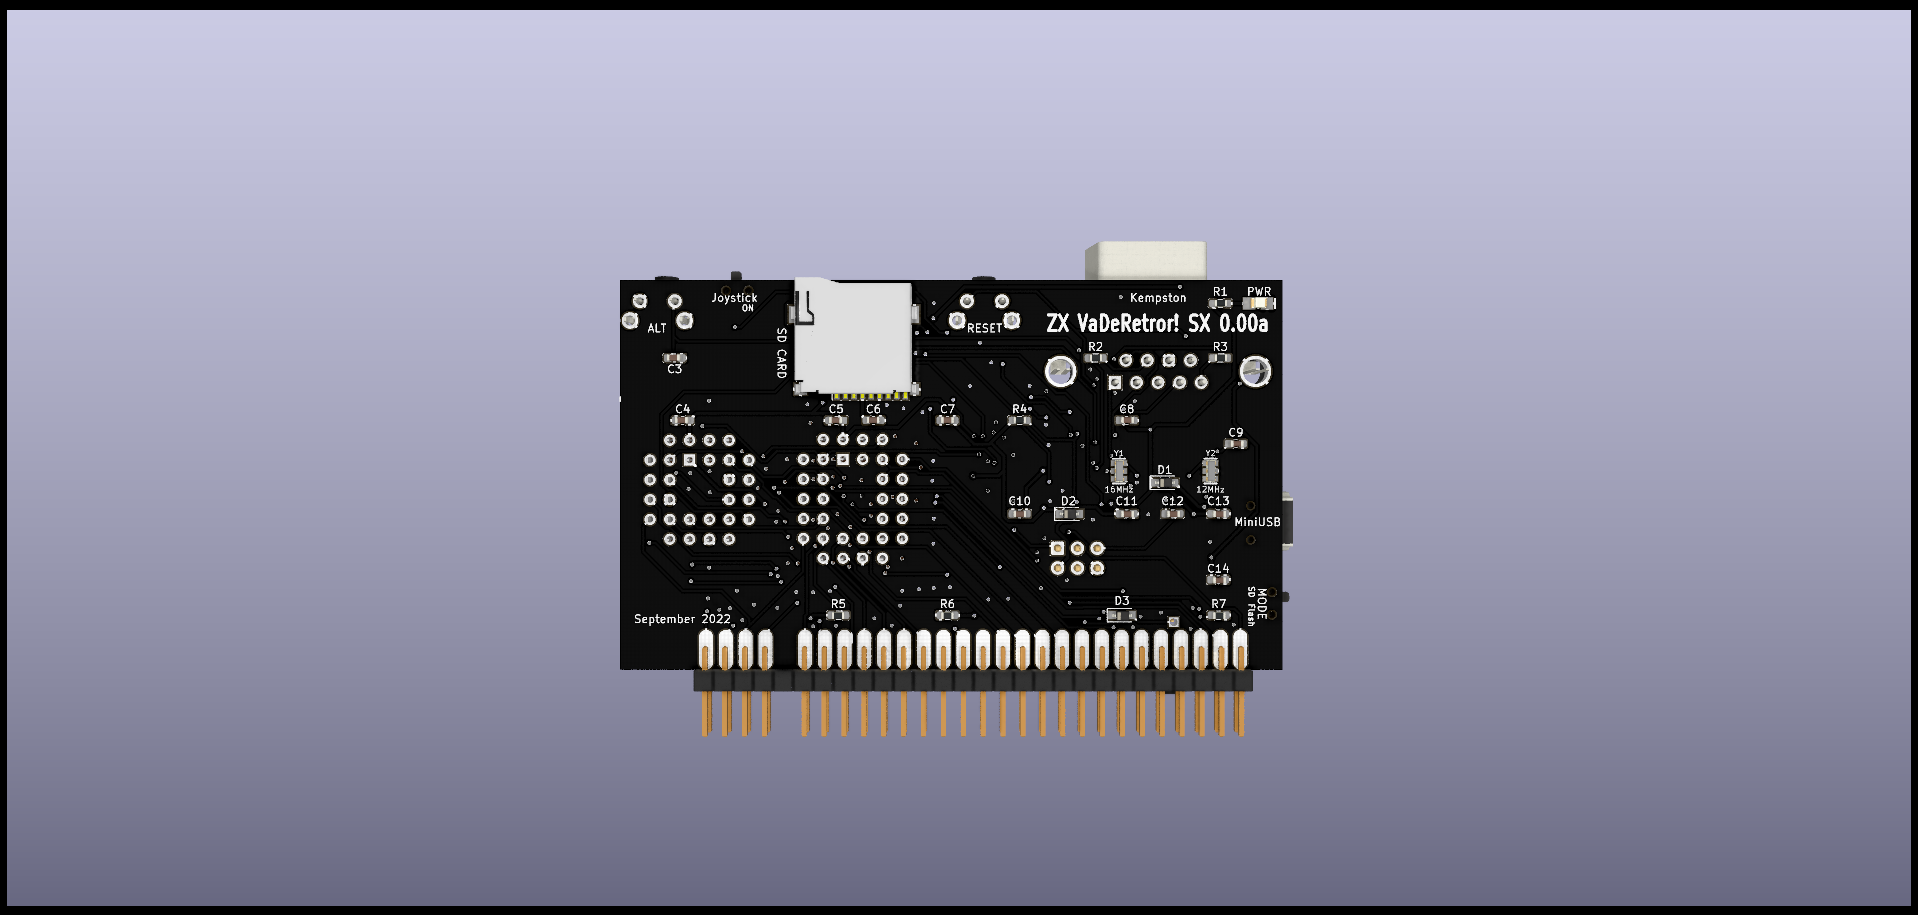 Joystick
ON
Kempston
R1
PWR
ZX VaDeRetror! SX 0.00a
ALT
RESET
SD CARD
R2
R3
C3
C4
C5
C6
C7
R4
C8
C9
Y1
16MHz
D1
Y2
12MHz
C10
D2
C11
C12
C13
MiniUSB
C14
MODE
SD Flash
R5
R6
D3
R7
September 2022